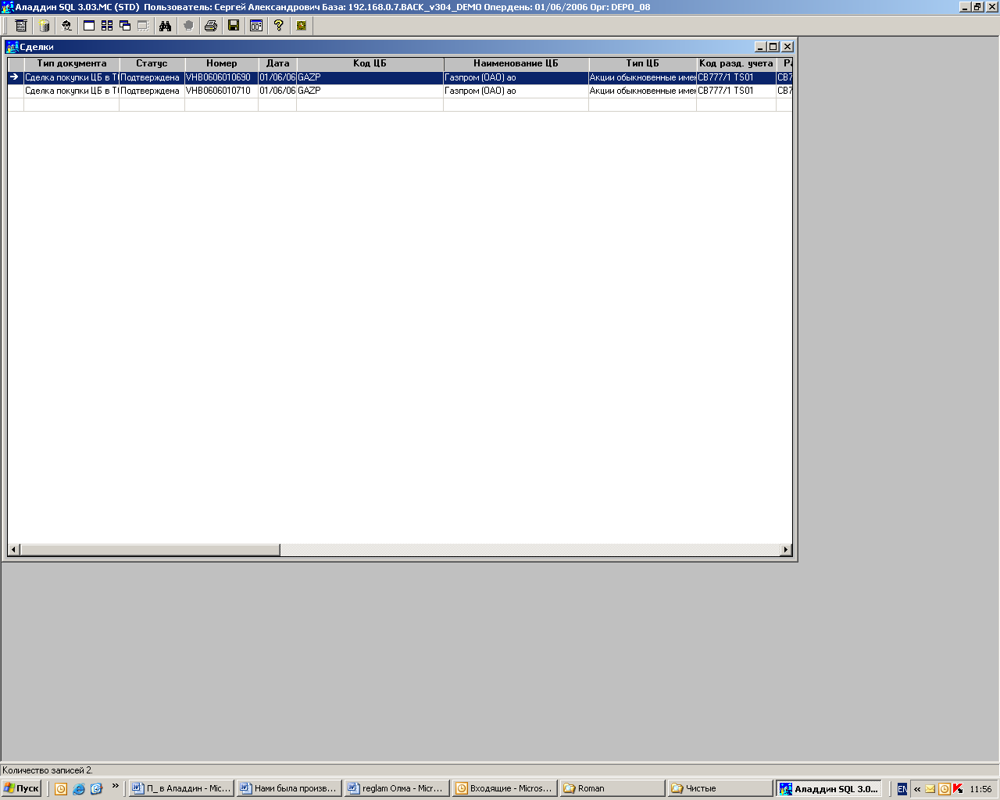 Аладдин SQL 3.03.MC (STD) Пользователь: Сергей Александрович База: 192.168.0.7.BACK_v304_DEMO Опердень: 01/06/2006 Орг: DEPO_08
Сделки
Тип документа Статус Номер Дата Код ЦБ Наименование ЦБ Тип ЦБ Код разд. учета Ра
Сделка покупки ЦБ в Т Подтверждена VHB0606010690 01/06/06 GAZP Газпром (ОАО) ао Акции обыкновенные имен CB777/1 TS01 CB7
Сделка покупки ЦБ в Т Подтверждена VHB0606010710 01/06/06 GAZP Газпром (ОАО) ао Акции обыкновенные имен CB777/1 TS01 CB7
Количество записей 2.
Пуск » П_ в Аладдин - Mic... Нами была произв... reglam Олма - Micr... Входящие - Micros... Roman Чистые Аладдин SQL 3.0... EN « 11:56